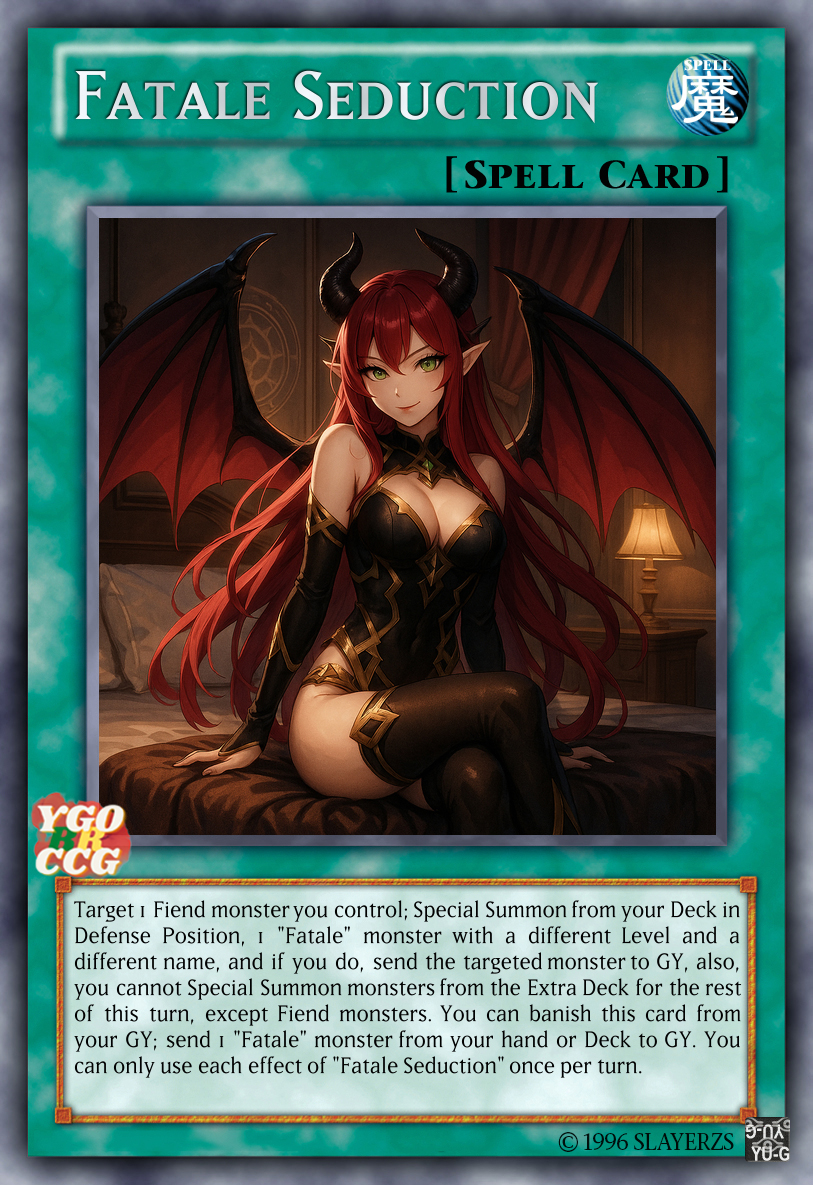 Fatale Seduction
SPELL
魔
[Spell Card]
YGO
BR
CCG
Target 1 Fiend monster you control; Special Summon from your Deck in
Defense Position, 1 "Fatale" monster with a different Level and a
different name, and if you do, send the targeted monster to GY, also,
you cannot Special Summon monsters from the Extra Deck for the rest
of this turn, except Fiend monsters. You can banish this card from
your GY; send 1 "Fatale" monster from your hand or Deck to GY. You
can only use each effect of "Fatale Seduction" once per turn.
© 1996 SLAYERZS
YU-G